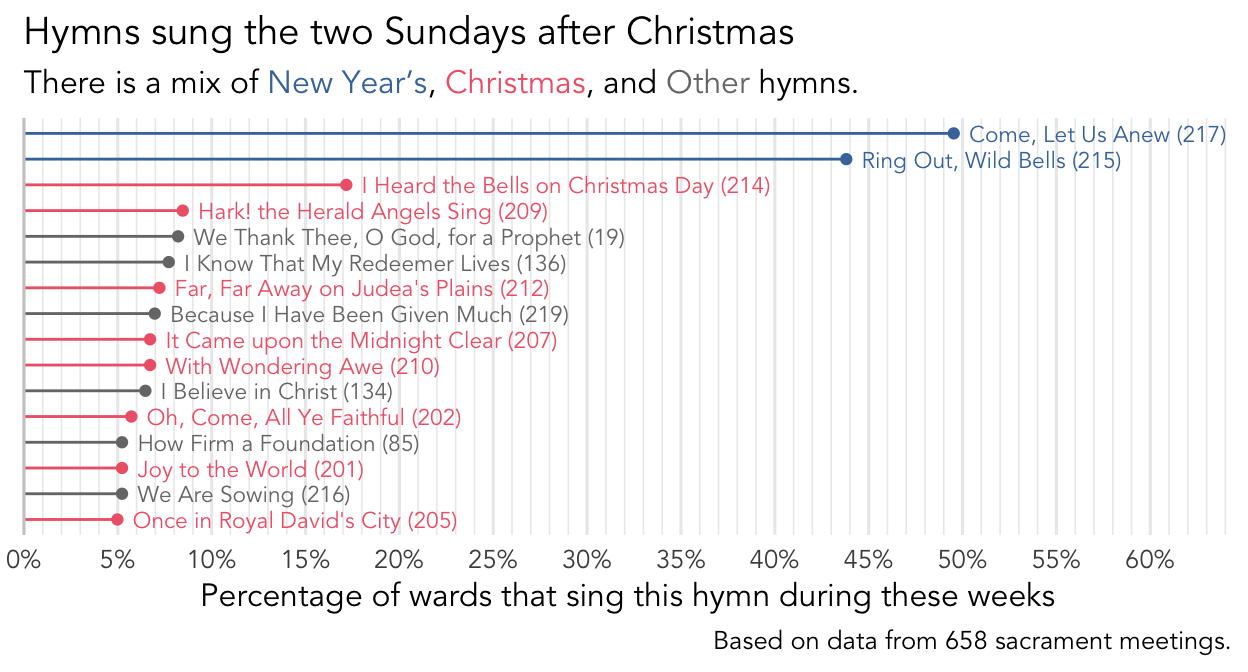 Hymns sung the two Sundays after Christmas
There is a mix of New Year’s, Christmas, and Other hymns.
Come, Let Us Anew (217)
Ring Out, Wild Bells (215)
I Heard the Bells on Christmas Day (214)
Hark! the Herald Angels Sing (209)
We Thank Thee, O God, for a Prophet (19)
I Know That My Redeemer Lives (136)
Far, Far Away on Judea's Plains (212)
Because I Have Been Given Much (219)
It Came upon the Midnight Clear (207)
With Wondering Awe (210)
I Believe in Christ (134)
Oh, Come, All Ye Faithful (202)
How Firm a Foundation (85)
Joy to the World (201)
We Are Sowing (216)
Once in Royal David's City (205)
0% 5% 10% 15% 20% 25% 30% 35% 40% 45% 50% 55% 60%
Percentage of wards that sing this hymn during these weeks
Based on data from 658 sacrament meetings.